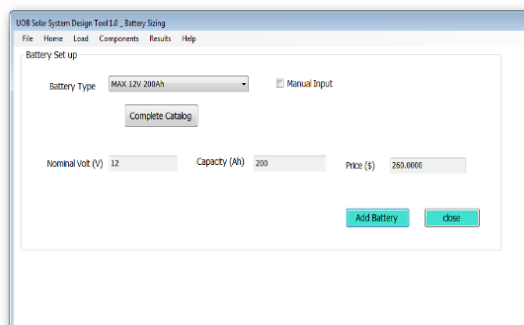 UOB Solar System Design Tool 1.0 _ Battery Sizing
File Home Load Components Results Help
Battery Set up
Battery Type MAX 12V 200Ah Manual Input
Complete Catalog
Nominal Volt (V) 12 Capacity (Ah) 200 Price ($) 260.0000
Add Battery close